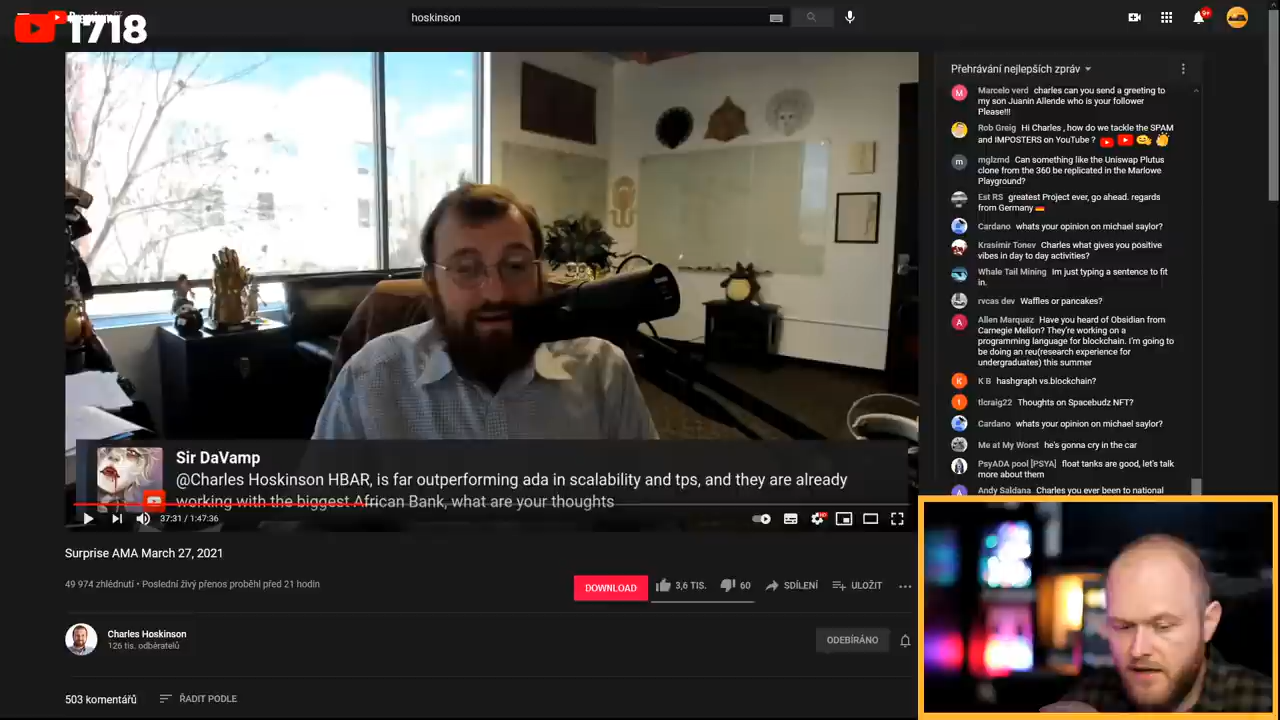 1718
hoskinson
9+
Sir DaVamp
@Charles Hoskinson HBAR, is far outperforming ada in scalability and tps, and they are already
working with the biggest African Bank, what are your thoughts
37:31 / 1:47:36
HD
Surprise AMA March 27, 2021
49 974 zhlédnutí • Poslední živý přenos proběhl před 21 hodin
DOWNLOAD
3,6 TIS.
60
SDÍLENÍ
ULOŽIT
Charles Hoskinson
126 tis. odběratelů
ODEBÍRÁNO
503 komentářů
ŘADIT PODLE
Přehrávání nejlepších zpráv
M
Marcelo verd charles can you send a greeting to
my son Juanin Allende who is your follower
Please!!!
Rob Greig Hi Charles , how do we tackle the SPAM
and IMPOSTERS on YouTube ?
m
mglzmd Can something like the Uniswap Plutus
clone from the 360 be replicated in the Marlowe
Playground?
Est RS greatest Project ever, go ahead. regards
from Germany
Cardano whats your opinion on michael saylor?
Krasimir Tonev Charles what gives you positive
vibes in day to day activities?
Whale Tail Mining Im just typing a sentence to fit
in.
rvcas dev Waffles or pancakes?
A
Allen Marquez Have you heard of Obsidian from
Carnegie Mellon? They're working on a
programming language for blockchain. I'm going to
be doing an reu(research experience for
undergraduates) this summer
K
K B hashgraph vs.blockchain?
t
tlcraig22 Thoughts on Spacebudz NFT?
Cardano whats your opinion on michael saylor?
Me at My Worst he's gonna cry in the car
PsyADA pool [PSYA] float tanks are good, let's talk
more about them
A
Andy Saldana Charles you ever been to national